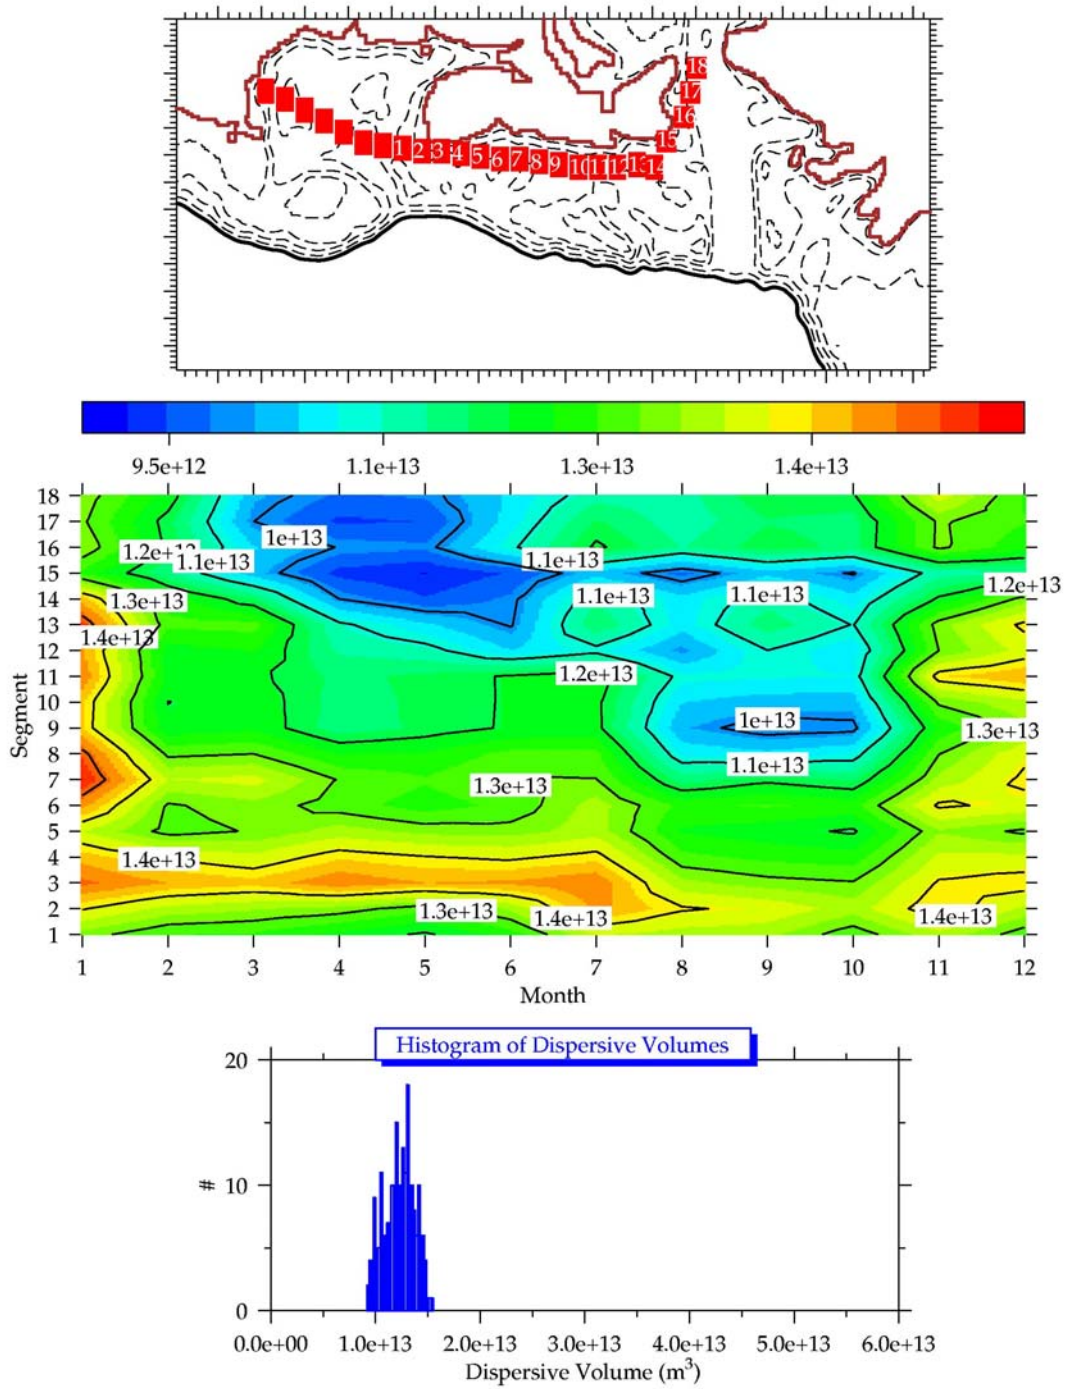 18
17
16
15
1 2 3 4 5 6 7 8 9 10 11 12 13 14
9.5e+12 1.1e+13 1.3e+13 1.4e+13
18
17
1e+13
16 1.2e+13 1.1e+13 1.1e+13
15 1.2e+13
14 1.3e+13 1.1e+13 1.1e+13
13 1.4e+13
12
11 1.2e+13
10
9 1e+13 1.3e+13
8 1.1e+13
7 1.3e+13
6
5
4 1.4e+13
3
2 1.3e+13 1.4e+13 1.4e+13
1
Segment
1 2 3 4 5 6 7 8 9 10 11 12
Month
Histogram of Dispersive Volumes
20
10
0
#
0.0e+00 1.0e+13 2.0e+13 3.0e+13 4.0e+13 5.0e+13 6.0e+13
Dispersive Volume (m³)